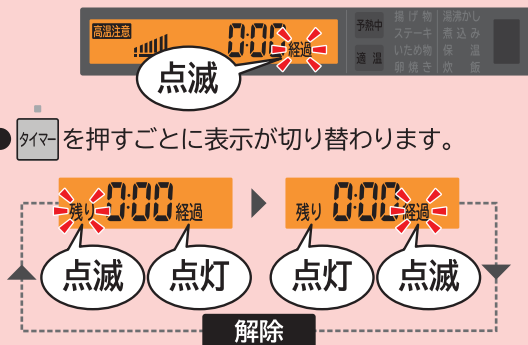 高温注意 0:00 経過 予熱中 揚げ物 湯沸かし
ステーキ 煮込み
適温 いため物 保温
卵焼き 炊飯
点滅
● タイマー を押すごとに表示が切り替わります。
残り 0:00 経過 残り 0:00 経過
点滅 点灯 点灯 点滅
解除